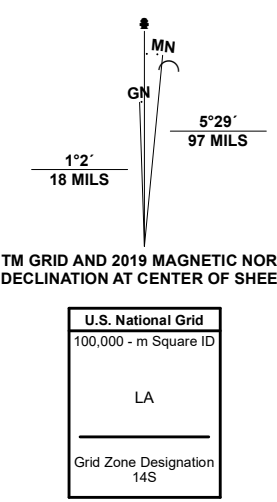 MN
GN
5°29´
97 MILS
1°2´
18 MILS
TM GRID AND 2019 MAGNETIC NOR
DECLINATION AT CENTER OF SHEE
U.S. National Grid
100,000 - m Square ID
LA
Grid Zone Designation
14S